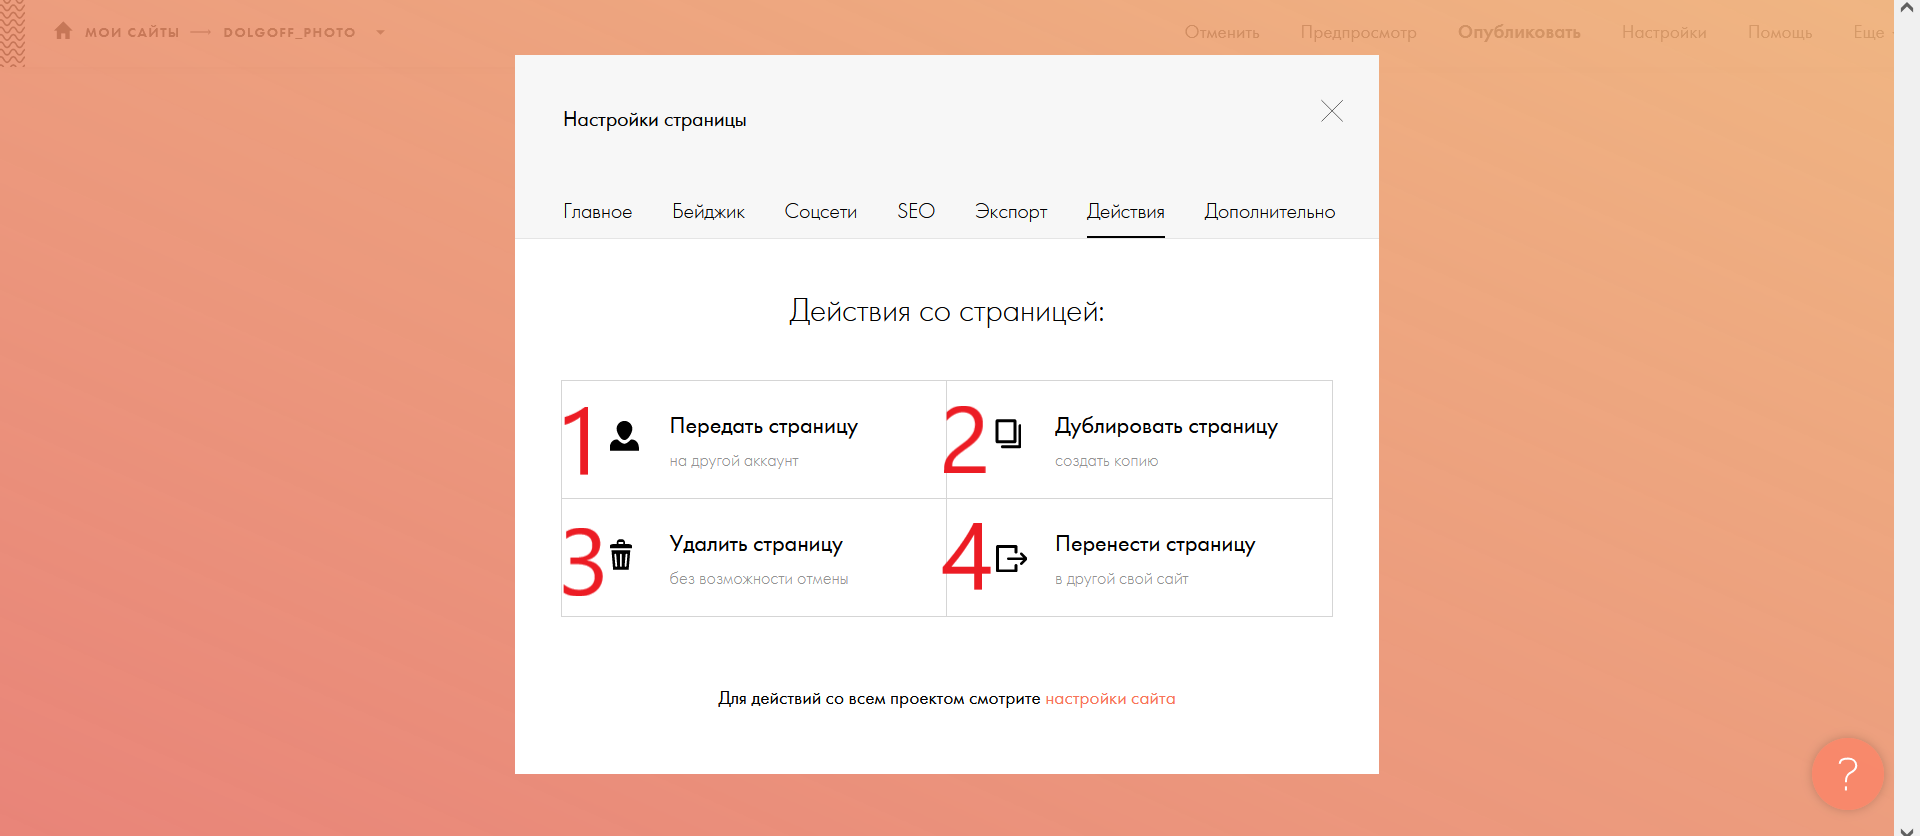 МОИ САЙТЫ — DOLGOFF_PHOTO
Отменить Предпросмотр Опубликовать Настройки Помощь Еще
Настройки страницы
Главное Бейджик Соцсети SEO Экспорт Действия Дополнительно
Действия со страницей:
1 Передать страницу
на другой аккаунт
2 Дублировать страницу
создать копию
3 Удалить страницу
без возможности отмены
4 Перенести страницу
в другой свой сайт
Для действий со всем проектом смотрите настройки сайта
?